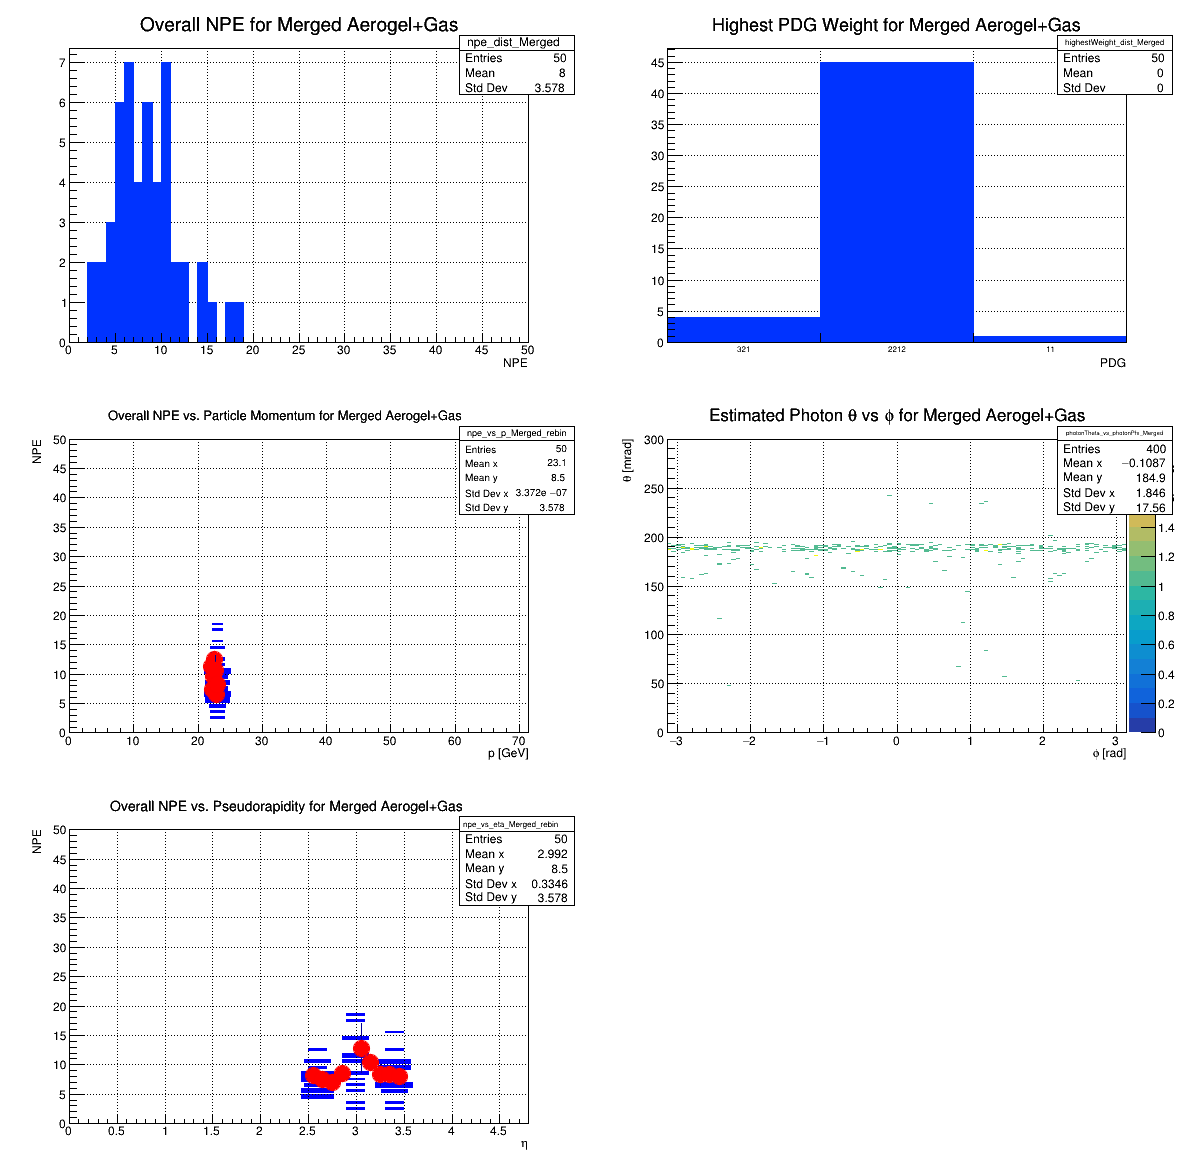 Overall NPE for Merged Aerogel+Gas
npe_dist_Merged
Entries 50
Mean 8
Std Dev 3.578
7
6
5
4
3
2
1
0
0 5 10 15 20 25 30 35 40 45 50
NPE
Highest PDG Weight for Merged Aerogel+Gas
highestWeight_dist_Merged
Entries 50
Mean 0
Std Dev 0
45
40
35
30
25
20
15
10
5
0
321 2212 11
PDG
Overall NPE vs. Particle Momentum for Merged Aerogel+Gas
npe_vs_p_Merged_rebin
Entries 50
Mean x 23.1
Mean y 8.5
Std Dev x 3.372e −07
Std Dev y 3.578
NPE
50
45
40
35
30
25
20
15
10
5
0
0 10 20 30 40 50 60 70
p [GeV]
Estimated Photon θ vs ϕ for Merged Aerogel+Gas
photonTheta_vs_photonPhi_Merged
Entries 400
Mean x −0.1087
Mean y 184.9
Std Dev x 1.846
Std Dev y 17.56
θ [mrad]
300
250
200
150
100
50
0
−3 −2 −1 0 1 2 3
ϕ [rad]
1.4
1.2
1
0.8
0.6
0.4
0.2
0
Overall NPE vs. Pseudorapidity for Merged Aerogel+Gas
npe_vs_eta_Merged_rebin
Entries 50
Mean x 2.992
Mean y 8.5
Std Dev x 0.3346
Std Dev y 3.578
NPE
50
45
40
35
30
25
20
15
10
5
0
0 0.5 1 1.5 2 2.5 3 3.5 4 4.5
η